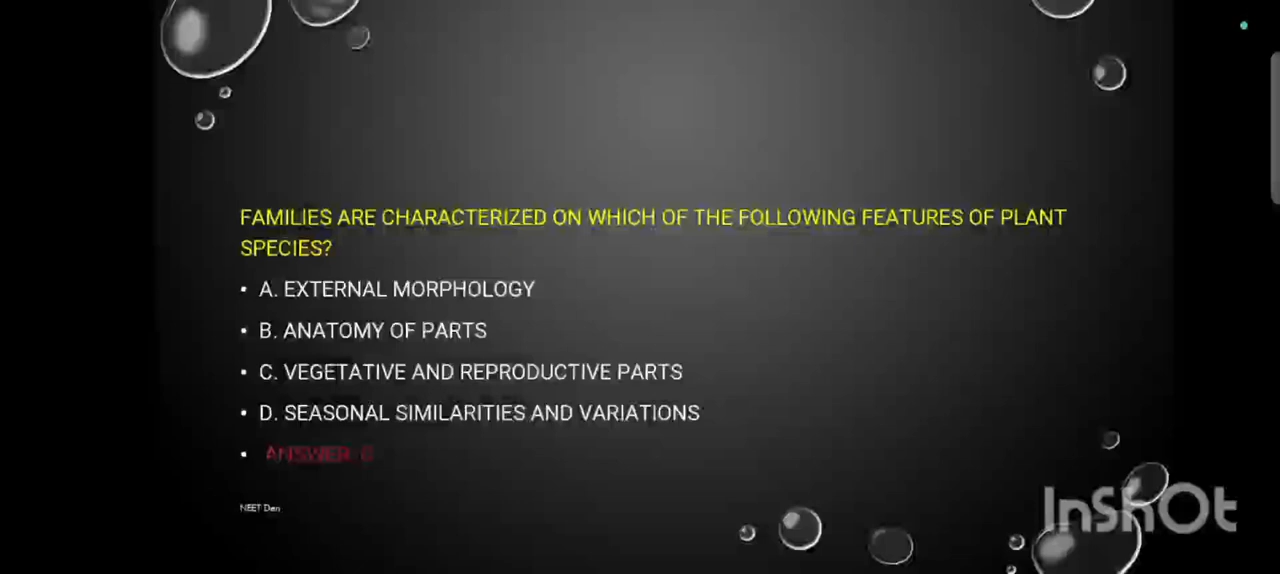 FAMILIES ARE CHARACTERIZED ON WHICH OF THE FOLLOWING FEATURES OF PLANT
SPECIES?
• A. EXTERNAL MORPHOLOGY
• B. ANATOMY OF PARTS
• C. VEGETATIVE AND REPRODUCTIVE PARTS
• D. SEASONAL SIMILARITIES AND VARIATIONS
• ANSWER
NEET Den
InShOt